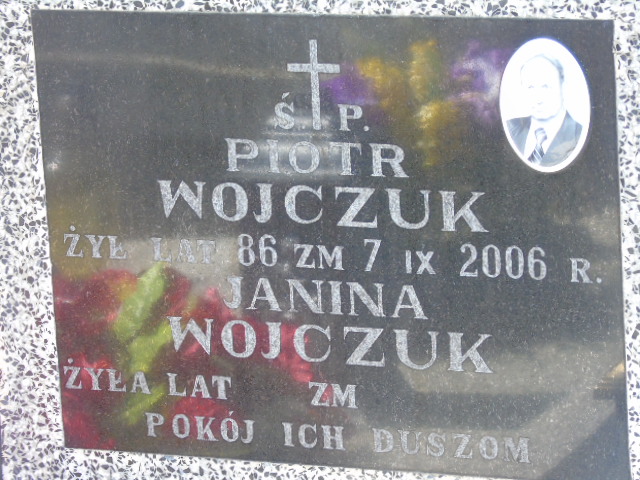 Ś. P.
PIOTR
WOJCZUK
ŻYŁ LAT 86 ZM 7 IX 2006 R.
JANINA
WOJCZUK
ŻYŁA LAT ZM
POKÓJ ICH DUSZOM